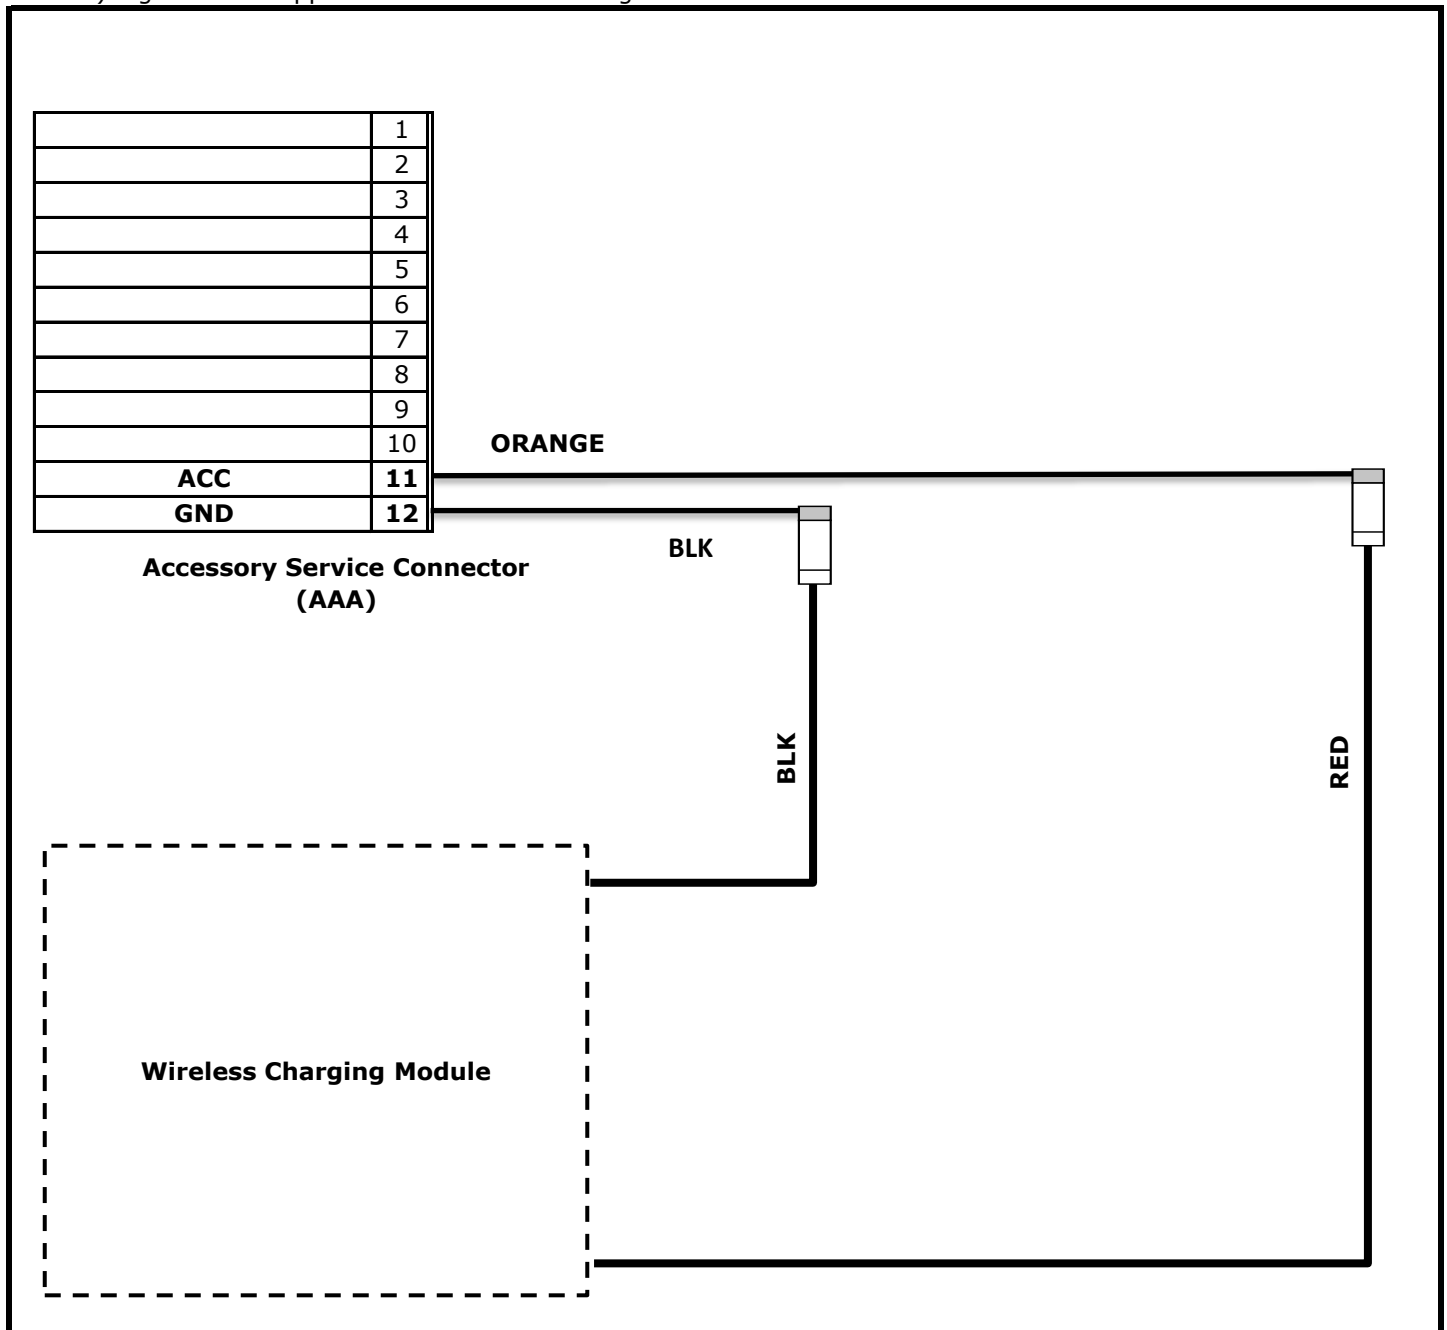 1
2
3
4
5
6
7
8
9
10
ORANGE
ACC 11
GND 12
BLK
Accessory Service Connector
(AAA)
BLK
RED
Wireless Charging Module